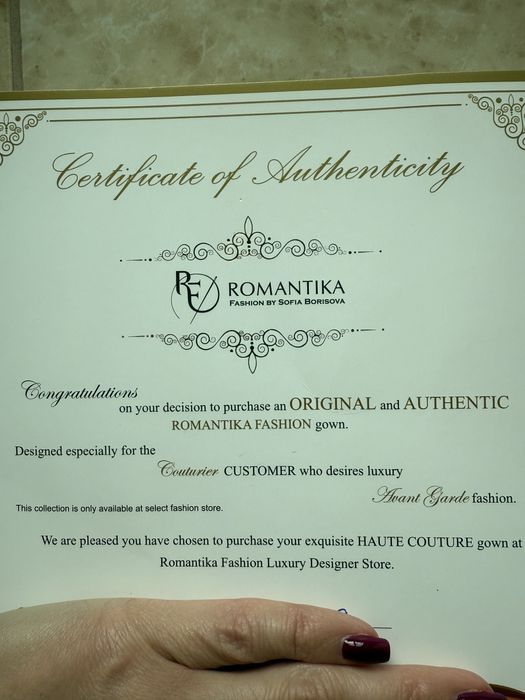 Certificate of Authenticity
RF ROMANTIKA
FASHION BY SOFIA BORISOVA
Congratulations
on your decision to purchase an ORIGINAL and AUTHENTIC
ROMANTIKA FASHION gown.
Designed especially for the
Couturier CUSTOMER who desires luxury
Avant Garde fashion.
This collection is only available at select fashion store.
We are pleased you have chosen to purchase your exquisite HAUTE COUTURE gown at
Romantika Fashion Luxury Designer Store.